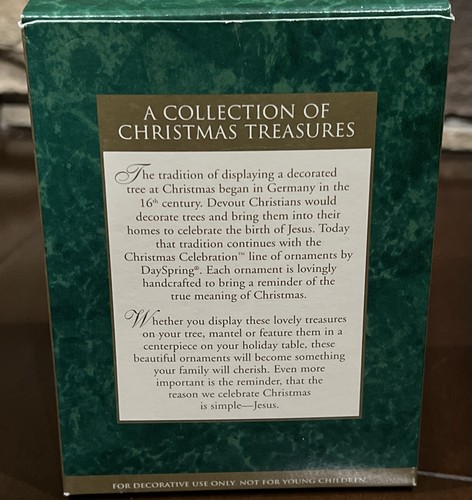 A COLLECTION OF
CHRISTMAS TREASURES
The tradition of displaying a decorated
tree at Christmas began in Germany in the
16th century. Devout Christians would
decorate trees and bring them into their
homes to celebrate the birth of Jesus. Today
that tradition continues with the
Christmas Celebration™ line of ornaments by
DaySpring®. Each ornament is lovingly
handcrafted to bring a reminder of the
true meaning of Christmas.
Whether you display these lovely treasures
on your tree, mantel or feature them in a
centerpiece on your holiday table, these
beautiful ornaments will become something
your family will cherish. Even more
important is the reminder, that the
reason we celebrate Christmas
is simple—Jesus.
FOR DECORATIVE USE ONLY. NOT FOR YOUNG CHILDREN.